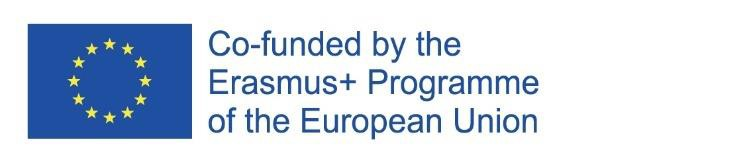 Co-funded by the
Erasmus+ Programme
of the European Union